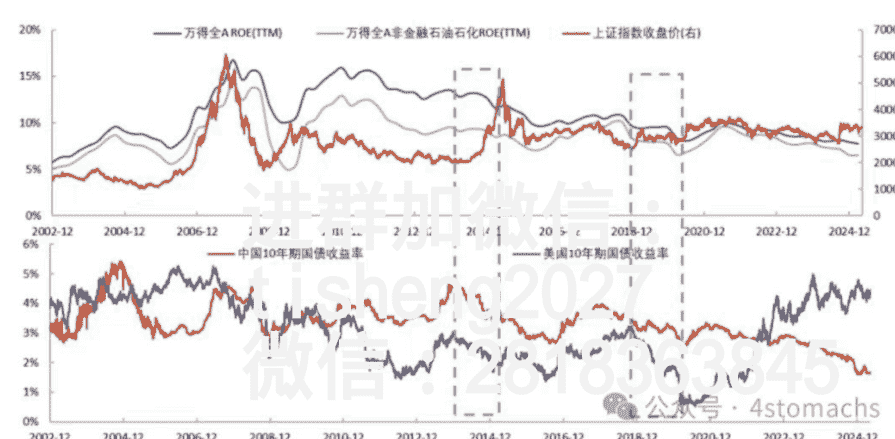 20% 万得全A ROE(TTM) 万得全A非金融石油石化ROE(TTM) 上证指数收盘价(右) 7000
6000
15% 5000
4000
10% 3000
5% 2000
1000
0% 0
2002-12 2004-12 2006-12 2008-12 2010-12 2012-12 2014-12 2016-12 2018-12 2020-12 2022-12 2024-12
进群加微信：
tjsheng2027
微信：2818363845
6% 中国10年期国债收益率 美国10年期国债收益率
5%
4%
3%
2%
1%
0%
2002-12 2004-12 2006-12 2008-12 2010-12 2012-12 2014-12 2016-12 2018-12 2020-12 2022-12 2024-12
公众号 · 4stomachs